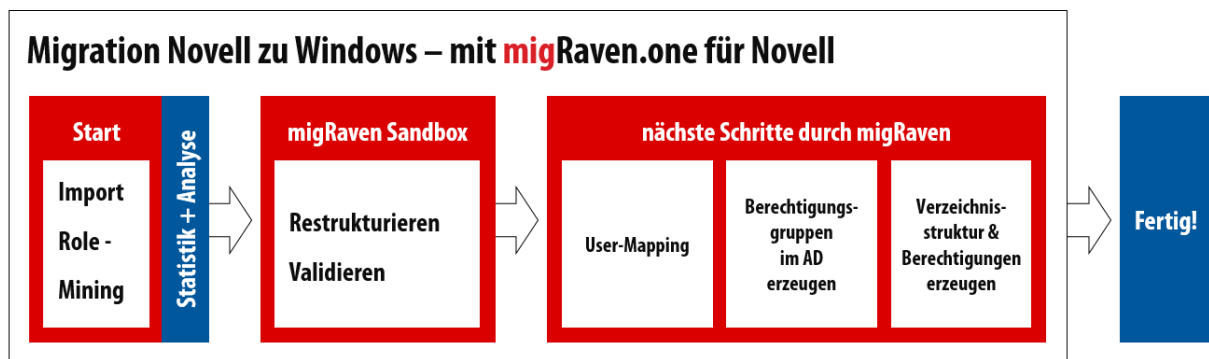 Migration Novell zu Windows – mit migRaven.one für Novell
Start
Import
Role -
Mining
Statistik + Analyse
migRaven Sandbox
Restrukturieren
Validieren
nächste Schritte durch migRaven
User-Mapping
Berechtigungs-
gruppen
im AD
erzeugen
Verzeichnis-
struktur &
Berechtigungen
erzeugen
Fertig!